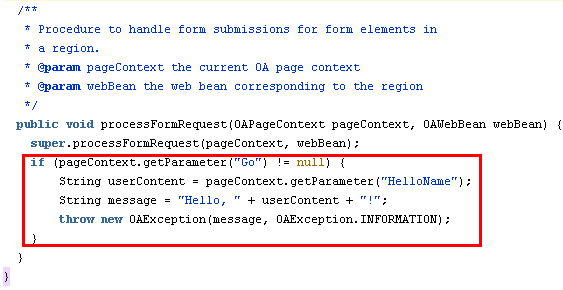 /**
 * Procedure to handle form submissions for form elements in
 * a region.
 * @param pageContext the current OA page context
 * @param webBean the web bean corresponding to the region
 */
public void processFormRequest(OAPageContext pageContext, OAWebBean webBean) {
  super.processFormRequest(pageContext, webBean);
  if (pageContext.getParameter("Go") != null) {
      String userContent = pageContext.getParameter("HelloName");
      String message = "Hello, " + userContent + "!";
      throw new OAException(message, OAException.INFORMATION);
  }
}
}